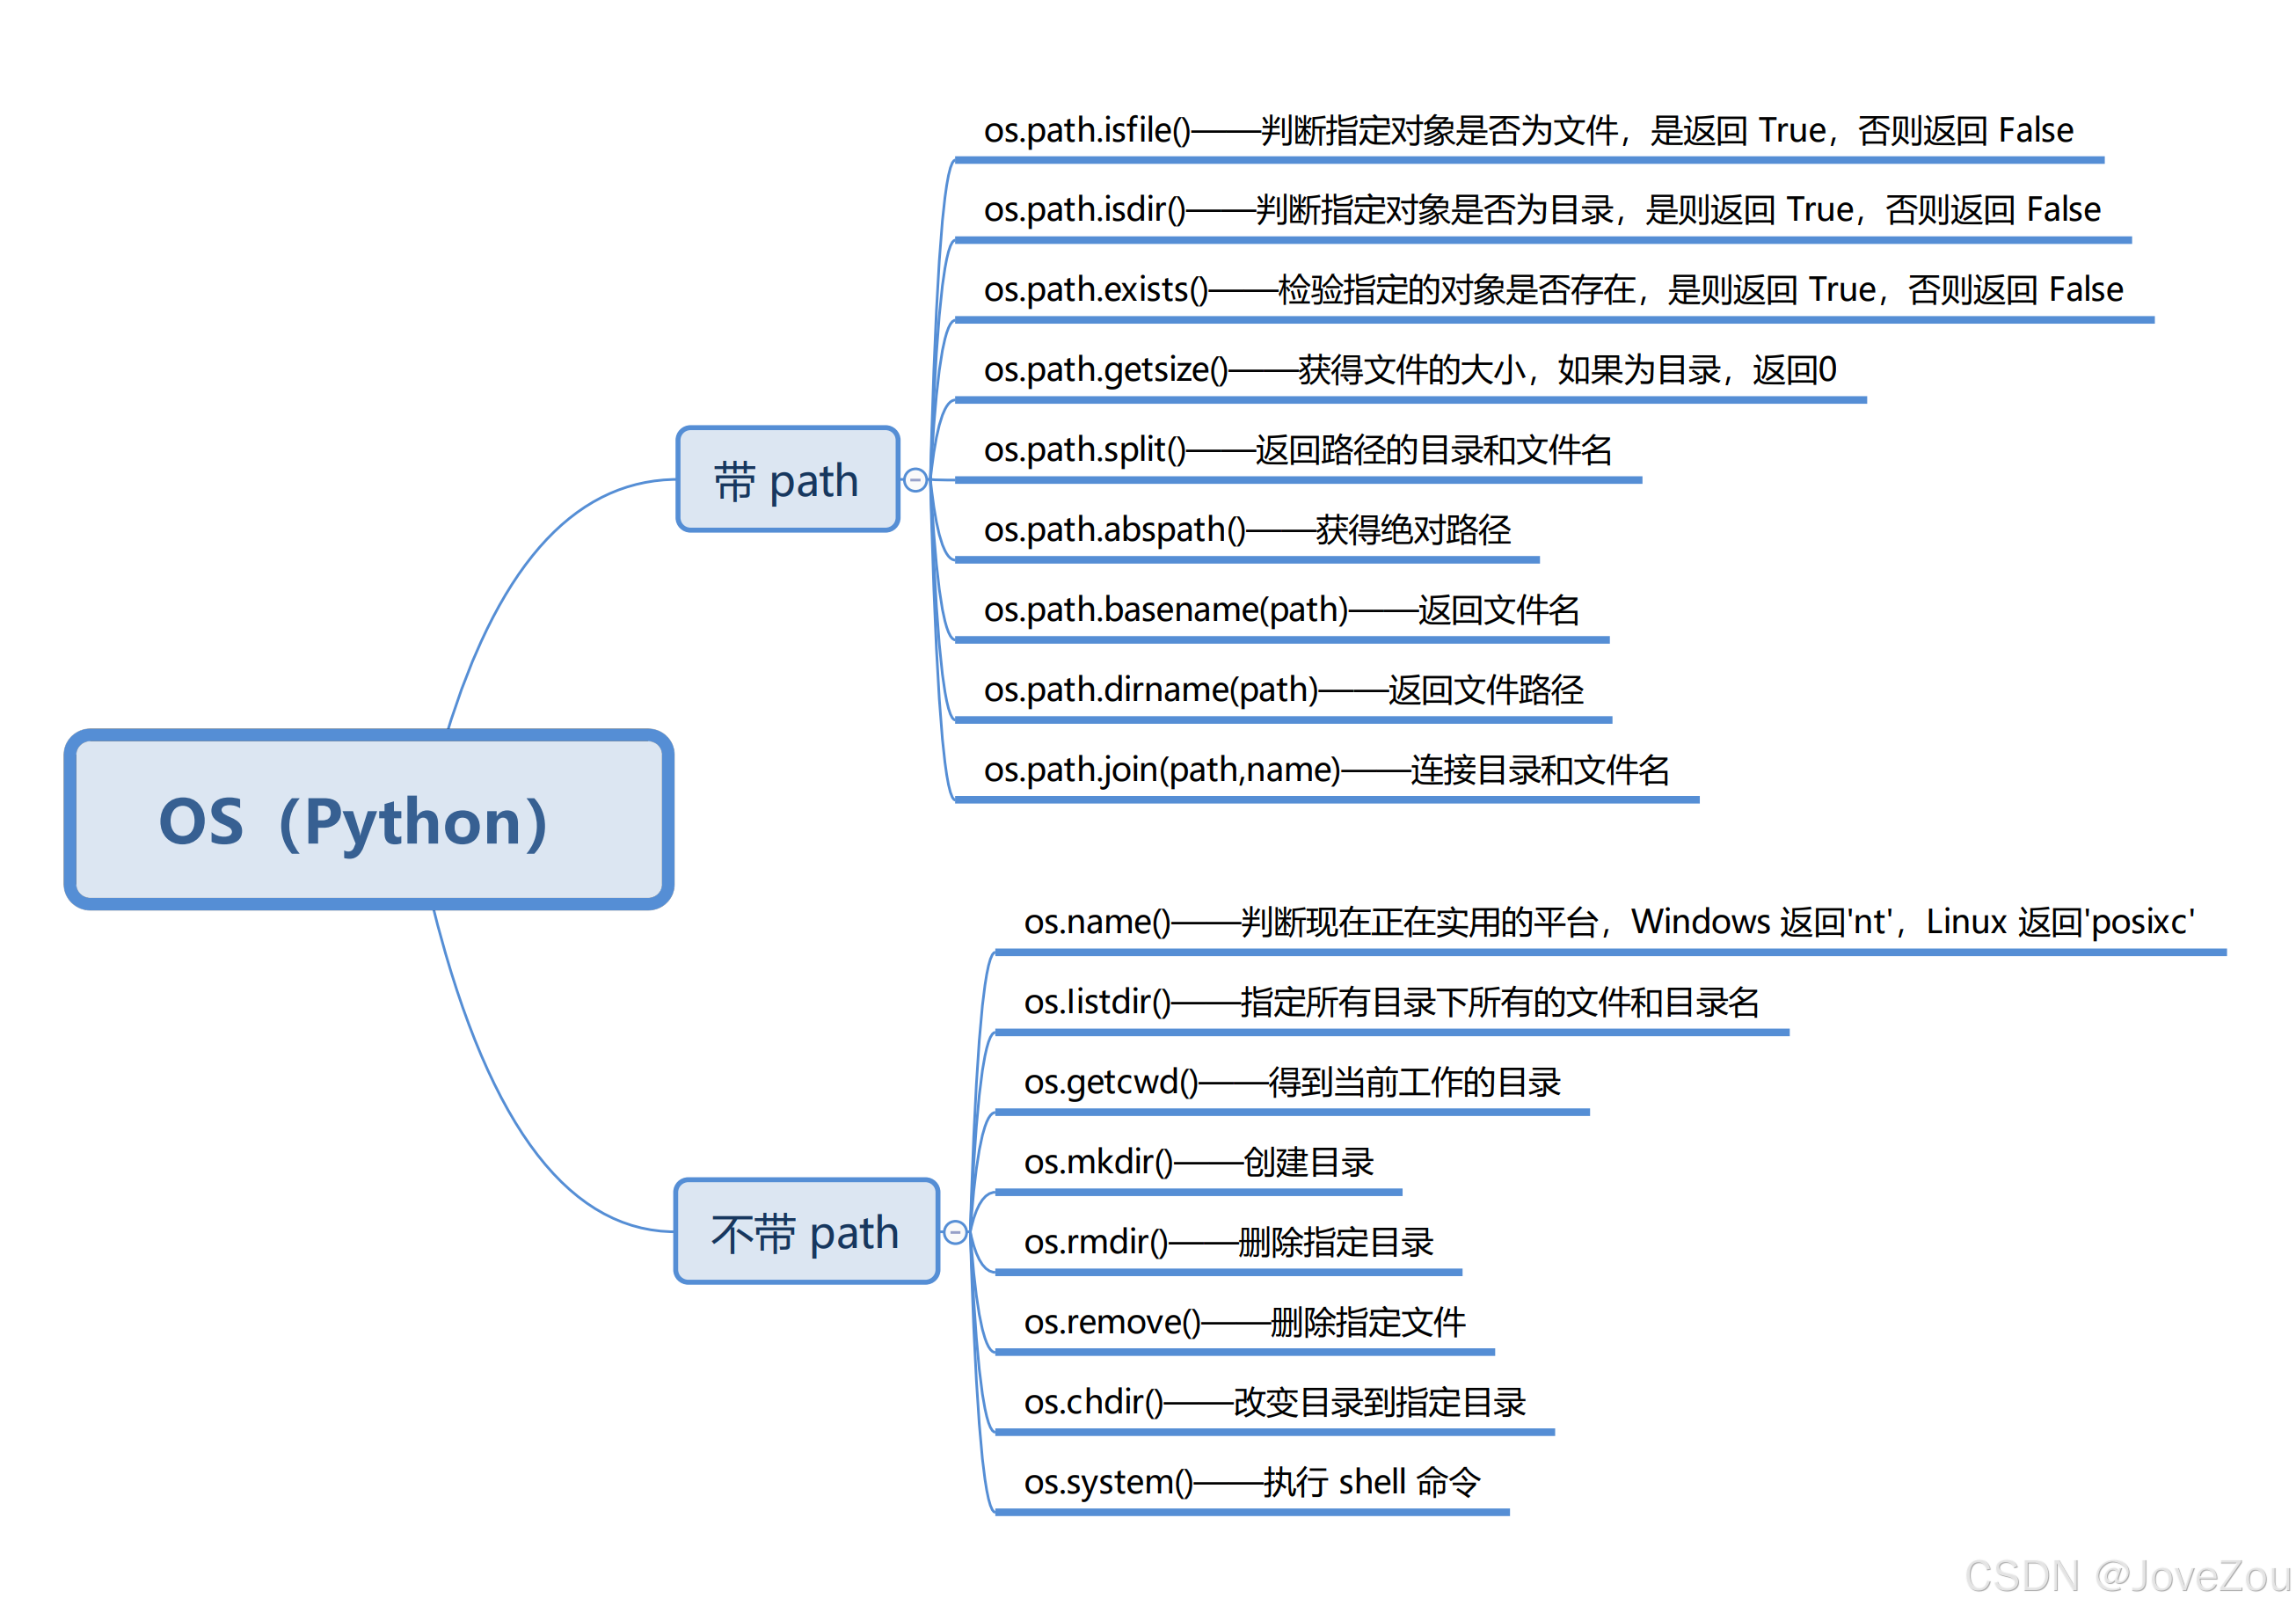 os.path.isfile()——判断指定对象是否为文件，是返回 True，否则返回 False
os.path.isdir()——判断指定对象是否为目录，是则返回 True，否则返回 False
os.path.exists()——检验指定的对象是否存在，是则返回 True，否则返回 False
os.path.getsize()——获得文件的大小，如果为目录，返回0
带 path
os.path.split()——返回路径的目录和文件名
os.path.abspath()——获得绝对路径
os.path.basename(path)——返回文件名
os.path.dirname(path)——返回文件路径
os.path.join(path,name)——连接目录和文件名
OS（Python）
os.name()——判断现在正在实用的平台，Windows 返回'nt'，Linux 返回'posixc'
os.listdir()——指定所有目录下所有的文件和目录名
os.getcwd()——得到当前工作的目录
os.mkdir()——创建目录
不带 path
os.rmdir()——删除指定目录
os.remove()——删除指定文件
os.chdir()——改变目录到指定目录
os.system()——执行 shell 命令
CSDN @JoveZou